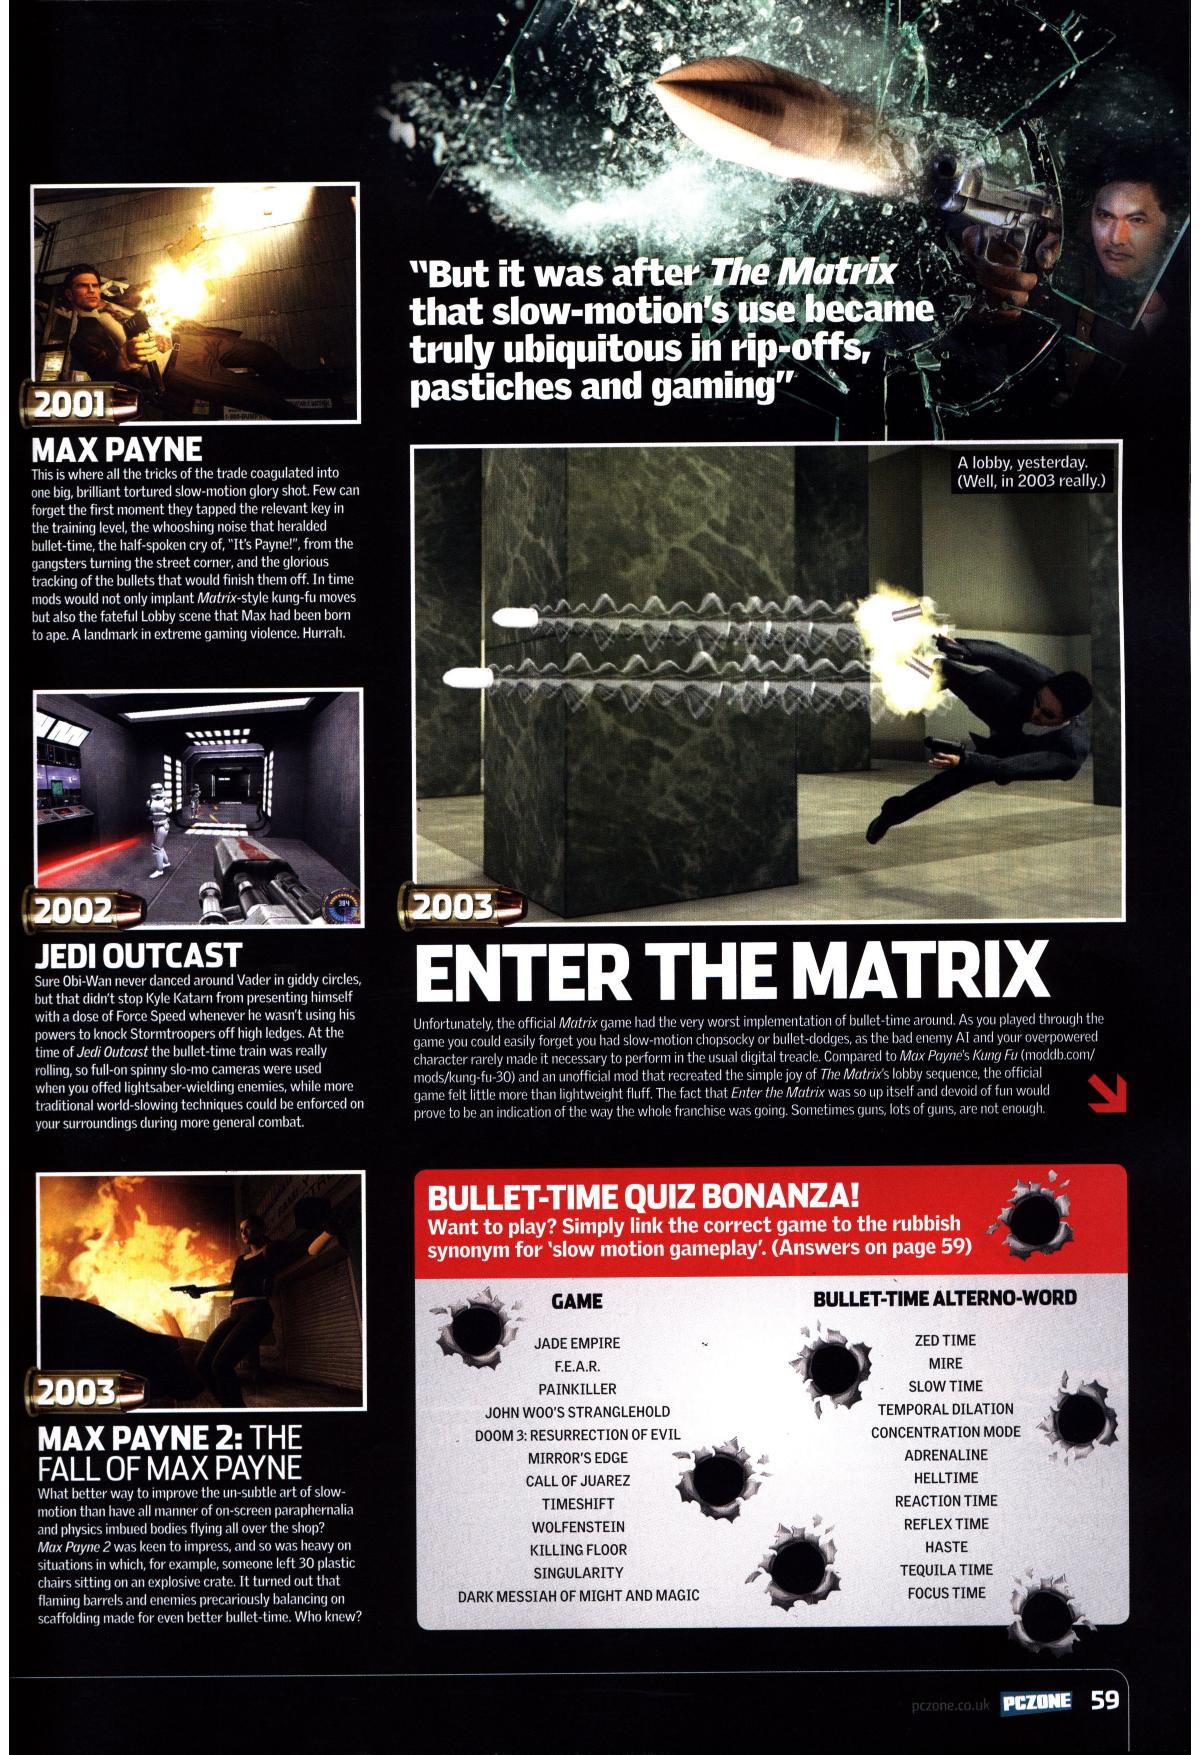 "But it was after The Matrix
that slow-motion's use became
truly ubiquitous in rip-offs,
pastiches and gaming"
2001
MAX PAYNE
This is where all the tricks of the trade coagulated into
one big, brilliant tortured slow-motion glory shot. Few can
forget the first moment they tapped the relevant key in
the training level, the whooshing noise that heralded
bullet-time, the half-spoken cry of, "It's Payne!", from the
gangsters turning the street corner, and the glorious
tracking of the bullets that would finish them off. In time
mods would not only implant Matrix-style kung-fu moves
but also the fateful Lobby scene that Max had been born
to ape. A landmark in extreme gaming violence. Hurrah.
2002
JEDI OUTCAST
Sure Obi-Wan never danced around Vader in giddy circles,
but that didn't stop Kyle Katarn from presenting himself
with a dose of Force Speed whenever he wasn't using his
powers to knock Stormtroopers off high ledges. At the
time of Jedi Outcast the bullet-time train was really
rolling, so full-on spinny slo-mo cameras were used
when you offed lightsaber-wielding enemies, while more
traditional world-slowing techniques could be enforced on
your surroundings during more general combat.
2003
MAX PAYNE 2: THE
FALL OF MAX PAYNE
What better way to improve the un-subtle art of slow-
motion than have all manner of on-screen paraphernalia
and physics imbued bodies flying all over the shop?
Max Payne 2 was keen to impress, and so was heavy on
situations in which, for example, someone left 30 plastic
chairs sitting on an explosive crate. It turned out that
flaming barrels and enemies precariously balancing on
scaffolding made for even better bullet-time. Who knew?
A lobby, yesterday.
(Well, in 2003 really.)
2003
ENTER THE MATRIX
Unfortunately, the official Matrix game had the very worst implementation of bullet-time around. As you played through the
game you could easily forget you had slow-motion chopsocky or bullet-dodges, as the bad enemy AI and your overpowered
character rarely made it necessary to perform in the usual digital treacle. Compared to Max Payne's Kung Fu (moddb.com/
mods/kung-fu-30) and an unofficial mod that recreated the simple joy of The Matrix's lobby sequence, the official
game felt little more than lightweight fluff. The fact that Enter the Matrix was so up itself and devoid of fun would
prove to be an indication of the way the whole franchise was going. Sometimes guns, lots of guns, are not enough.
BULLET-TIME QUIZ BONANZA!
Want to play? Simply link the correct game to the rubbish
synonym for 'slow motion gameplay'. (Answers on page 59)
GAME
JADE EMPIRE
F.E.A.R.
PAINKILLER
JOHN WOO'S STRANGLEHOLD
DOOM 3: RESURRECTION OF EVIL
MIRROR'S EDGE
CALL OF JUAREZ
TIMESHIFT
WOLFENSTEIN
KILLING FLOOR
SINGULARITY
DARK MESSIAH OF MIGHT AND MAGIC
BULLET-TIME ALTERNO-WORD
ZED TIME
MIRE
SLOW TIME
TEMPORAL DILATION
CONCENTRATION MODE
ADRENALINE
HELLTIME
REACTION TIME
REFLEX TIME
HASTE
TEQUILA TIME
FOCUS TIME
pczone.co.uk PCZONE 59